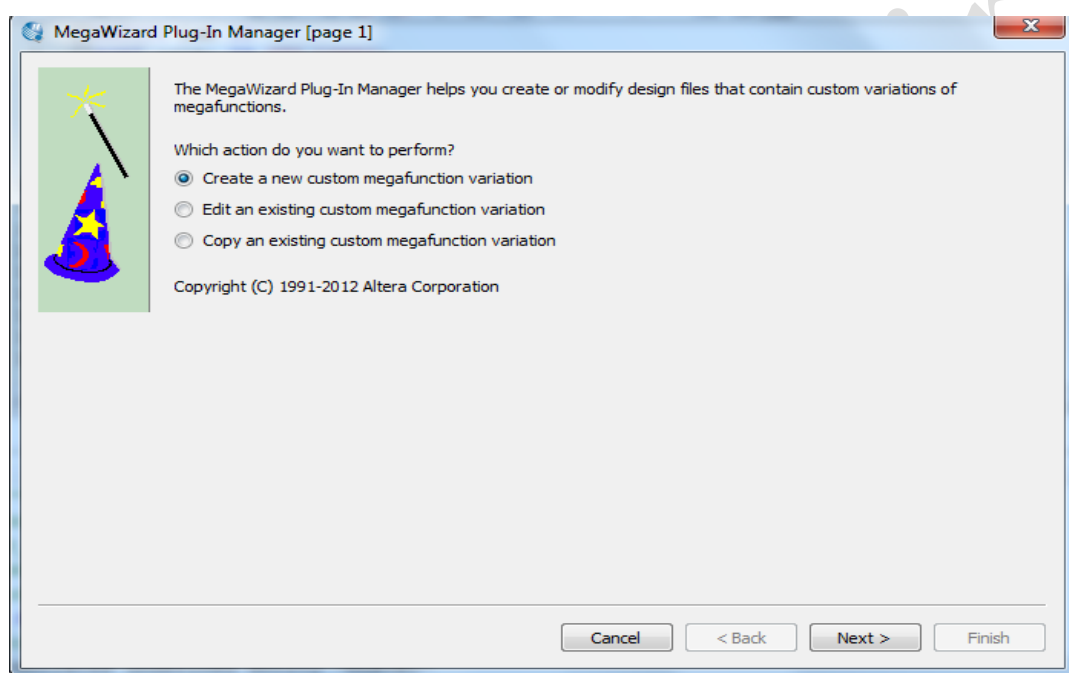 MegaWizard Plug-In Manager [page 1]
The MegaWizard Plug-In Manager helps you create or modify design files that contain custom variations of
megafunctions.
Which action do you want to perform?
Create a new custom megafunction variation
Edit an existing custom megafunction variation
Copy an existing custom megafunction variation
Copyright (C) 1991-2012 Altera Corporation
Cancel
< Back
Next >
Finish